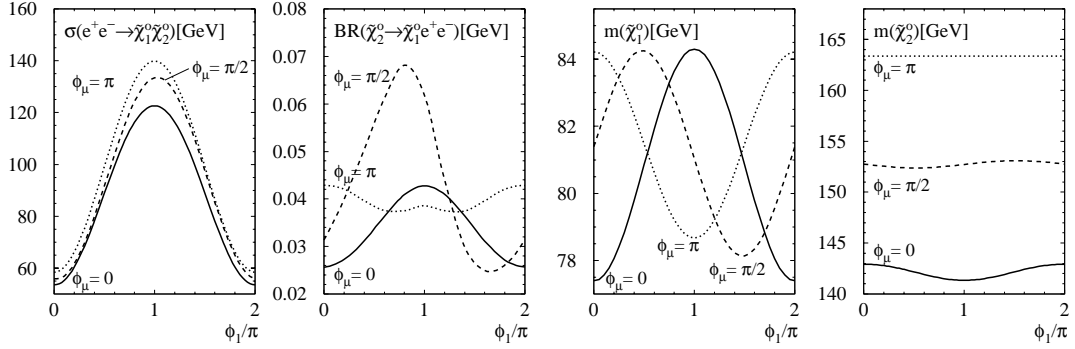 σ(e⁺e⁻→χ̃₁⁰χ̃₂⁰)[GeV]
140
120
100
80
60
ϕμ = π
ϕμ = π/2
ϕμ = 0
0
1
2
ϕ₁/π
BR(χ̃₂⁰→χ̃₁⁰e⁺e⁻)[GeV]
0.08
0.07
0.06
0.05
0.04
0.03
0.02
ϕμ = π/2
ϕμ = π
ϕμ = 0
0
1
2
ϕ₁/π
m(χ̃₁⁰)[GeV]
84
82
80
78
ϕμ = 0
ϕμ = π
ϕμ = π/2
0
1
2
ϕ₁/π
m(χ̃₂⁰)[GeV]
165
160
155
150
145
140
ϕμ = π
ϕμ = π/2
ϕμ = 0
0
1
2
ϕ₁/π